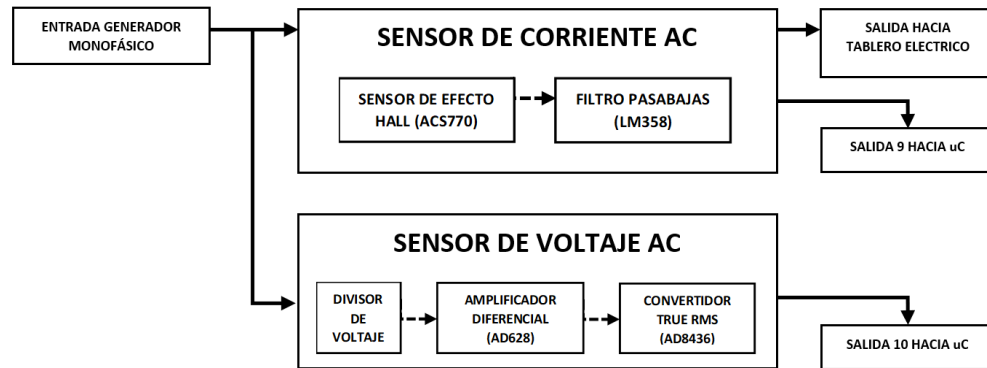 ENTRADA GENERADOR
MONOFÁSICO
SENSOR DE CORRIENTE AC
SENSOR DE EFECTO
HALL (ACS770)
FILTRO PASABAJAS
(LM358)
SALIDA HACIA
TABLERO ELECTRICO
SALIDA 9 HACIA uC
SENSOR DE VOLTAJE AC
DIVISOR
DE
VOLTAJE
AMPLIFICADOR
DIFERENCIAL
(AD628)
CONVERTIDOR
TRUE RMS
(AD8436)
SALIDA 10 HACIA uC